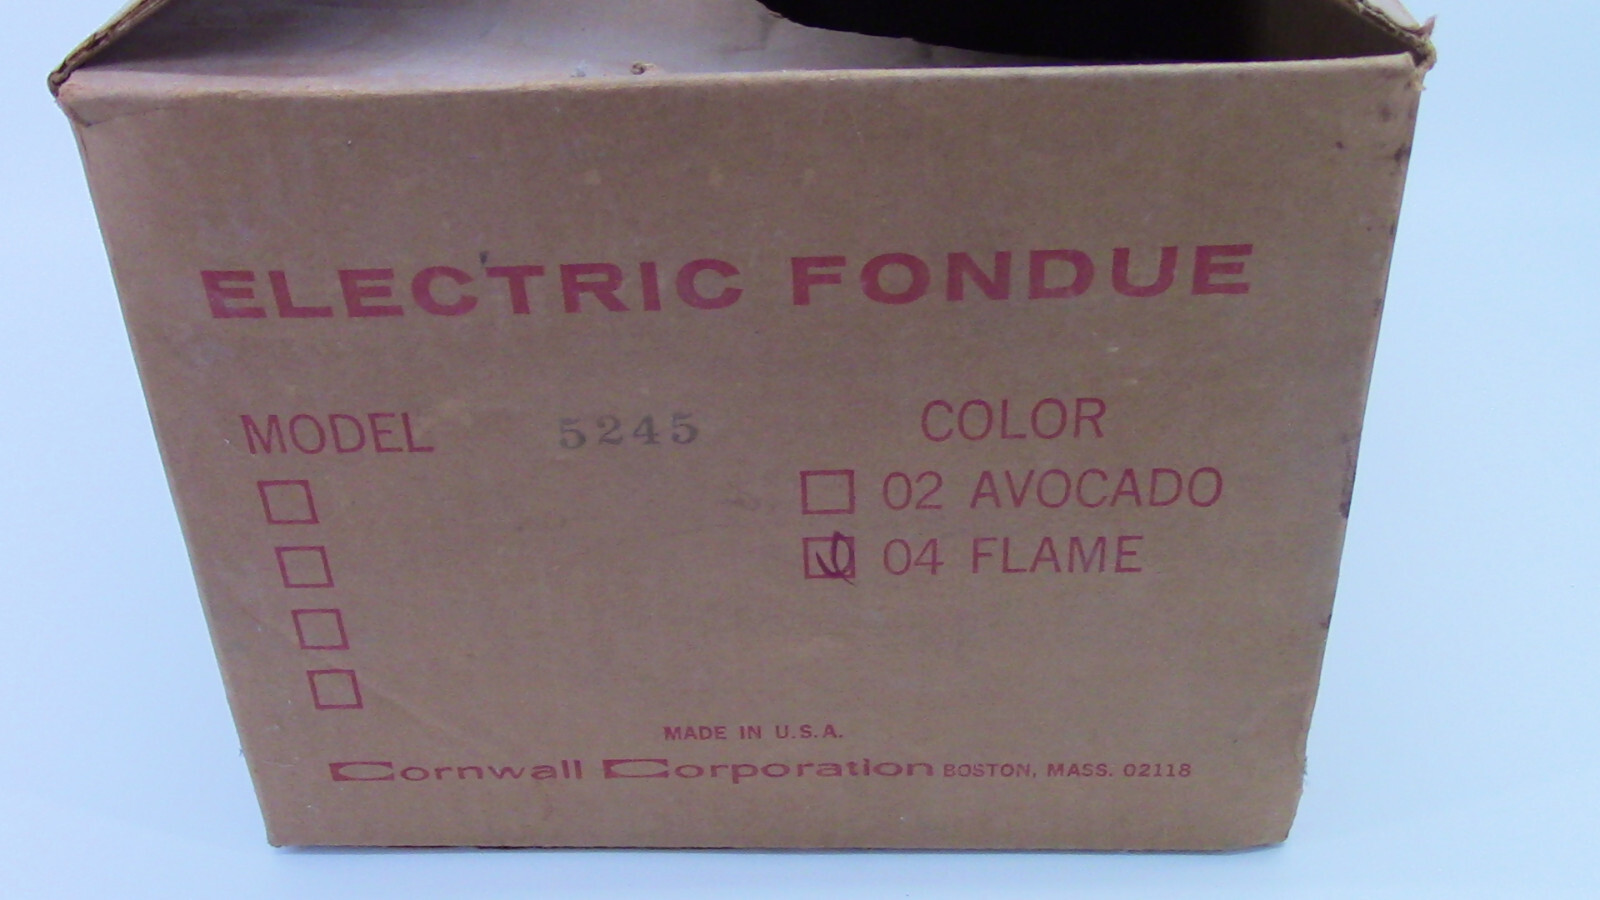 ELECTRIC FONDUE
MODEL 5245
COLOR
02 AVOCADO
04 FLAME
MADE IN U.S.A.
Cornwall Corporation BOSTON, MASS. 02118